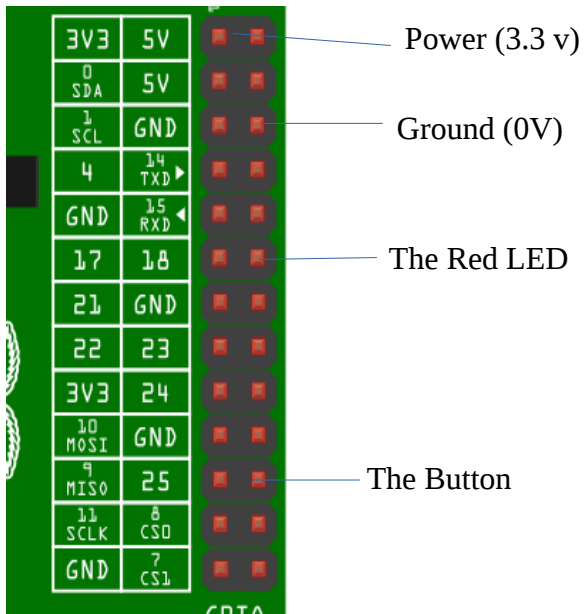 3V3 5V Power (3.3 v)
0 SDA 5V
1 SCL GND Ground (0V)
4 14 TXD
GND 15 RXD
17 18 The Red LED
21 GND
22 23
3V3 24
10 MOSI GND
9 MISO 25 The Button
11 SCLK 8 CS0
GND 7 CS1